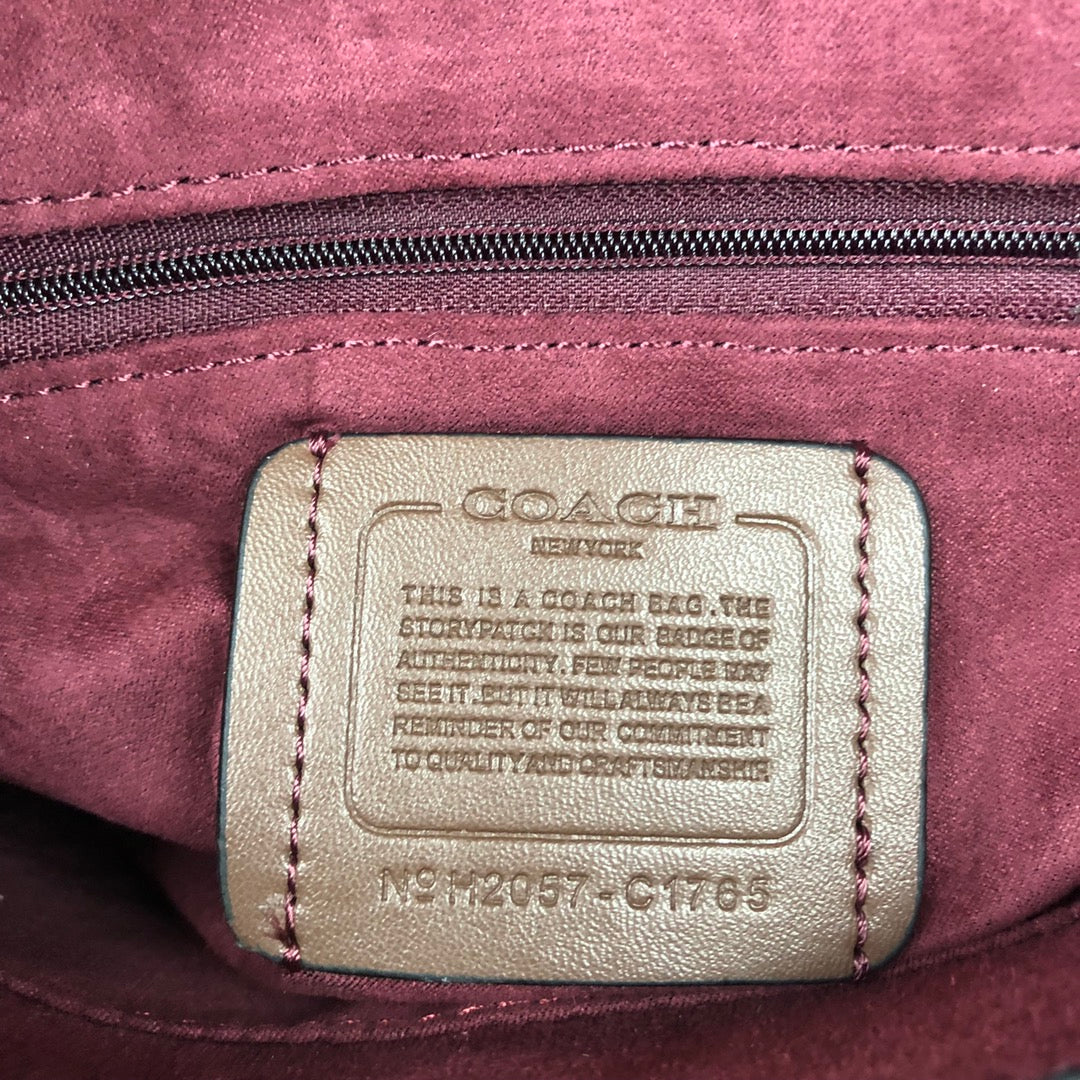 COACH
NEW YORK
THIS IS A COACH BAG. THE
STORYPATCH IS OUR BADGE OF
AUTHENTICITY. FEW PEOPLE MAY
SEE IT. BUT IT WILL ALWAYS BE A
REMINDER OF OUR COMMITMENT
TO QUALITY AND CRAFTSMANSHIP.
Nº H2057-C1765